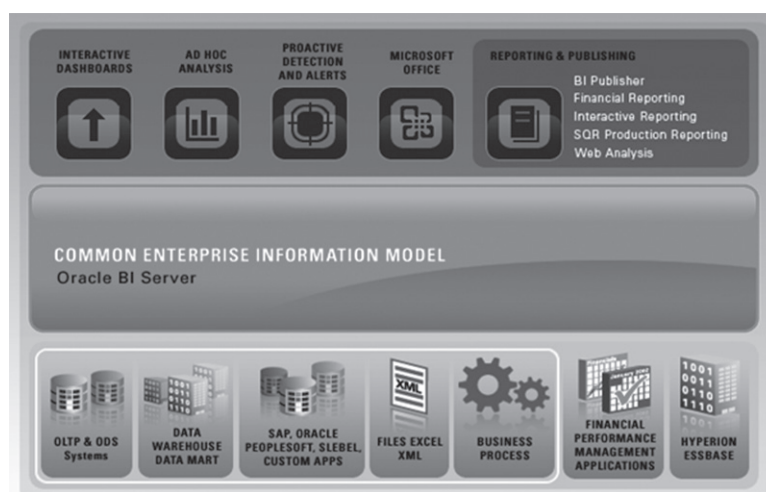 INTERACTIVE
DASHBOARDS
AD HOC
ANALYSIS
PROACTIVE
DETECTION
AND ALERTS
MICROSOFT
OFFICE
REPORTING & PUBLISHING
BI Publisher
Financial Reporting
Interactive Reporting
SQR Production Reporting
Web Analysis
COMMON ENTERPRISE INFORMATION MODEL
Oracle BI Server
OLTP & ODS
Systems
DATA
WAREHOUSE
DATA MART
SAP, ORACLE
PEOPLESOFT, SLEBEL,
CUSTOM APPS
XML
FILES EXCEL
XML
BUSINESS
PROCESS
Financials
FINANCIAL
PERFORMANCE
MANAGEMENT
APPLICATIONS
1001
0011
0110
1110
HYPERION
ESSBASE